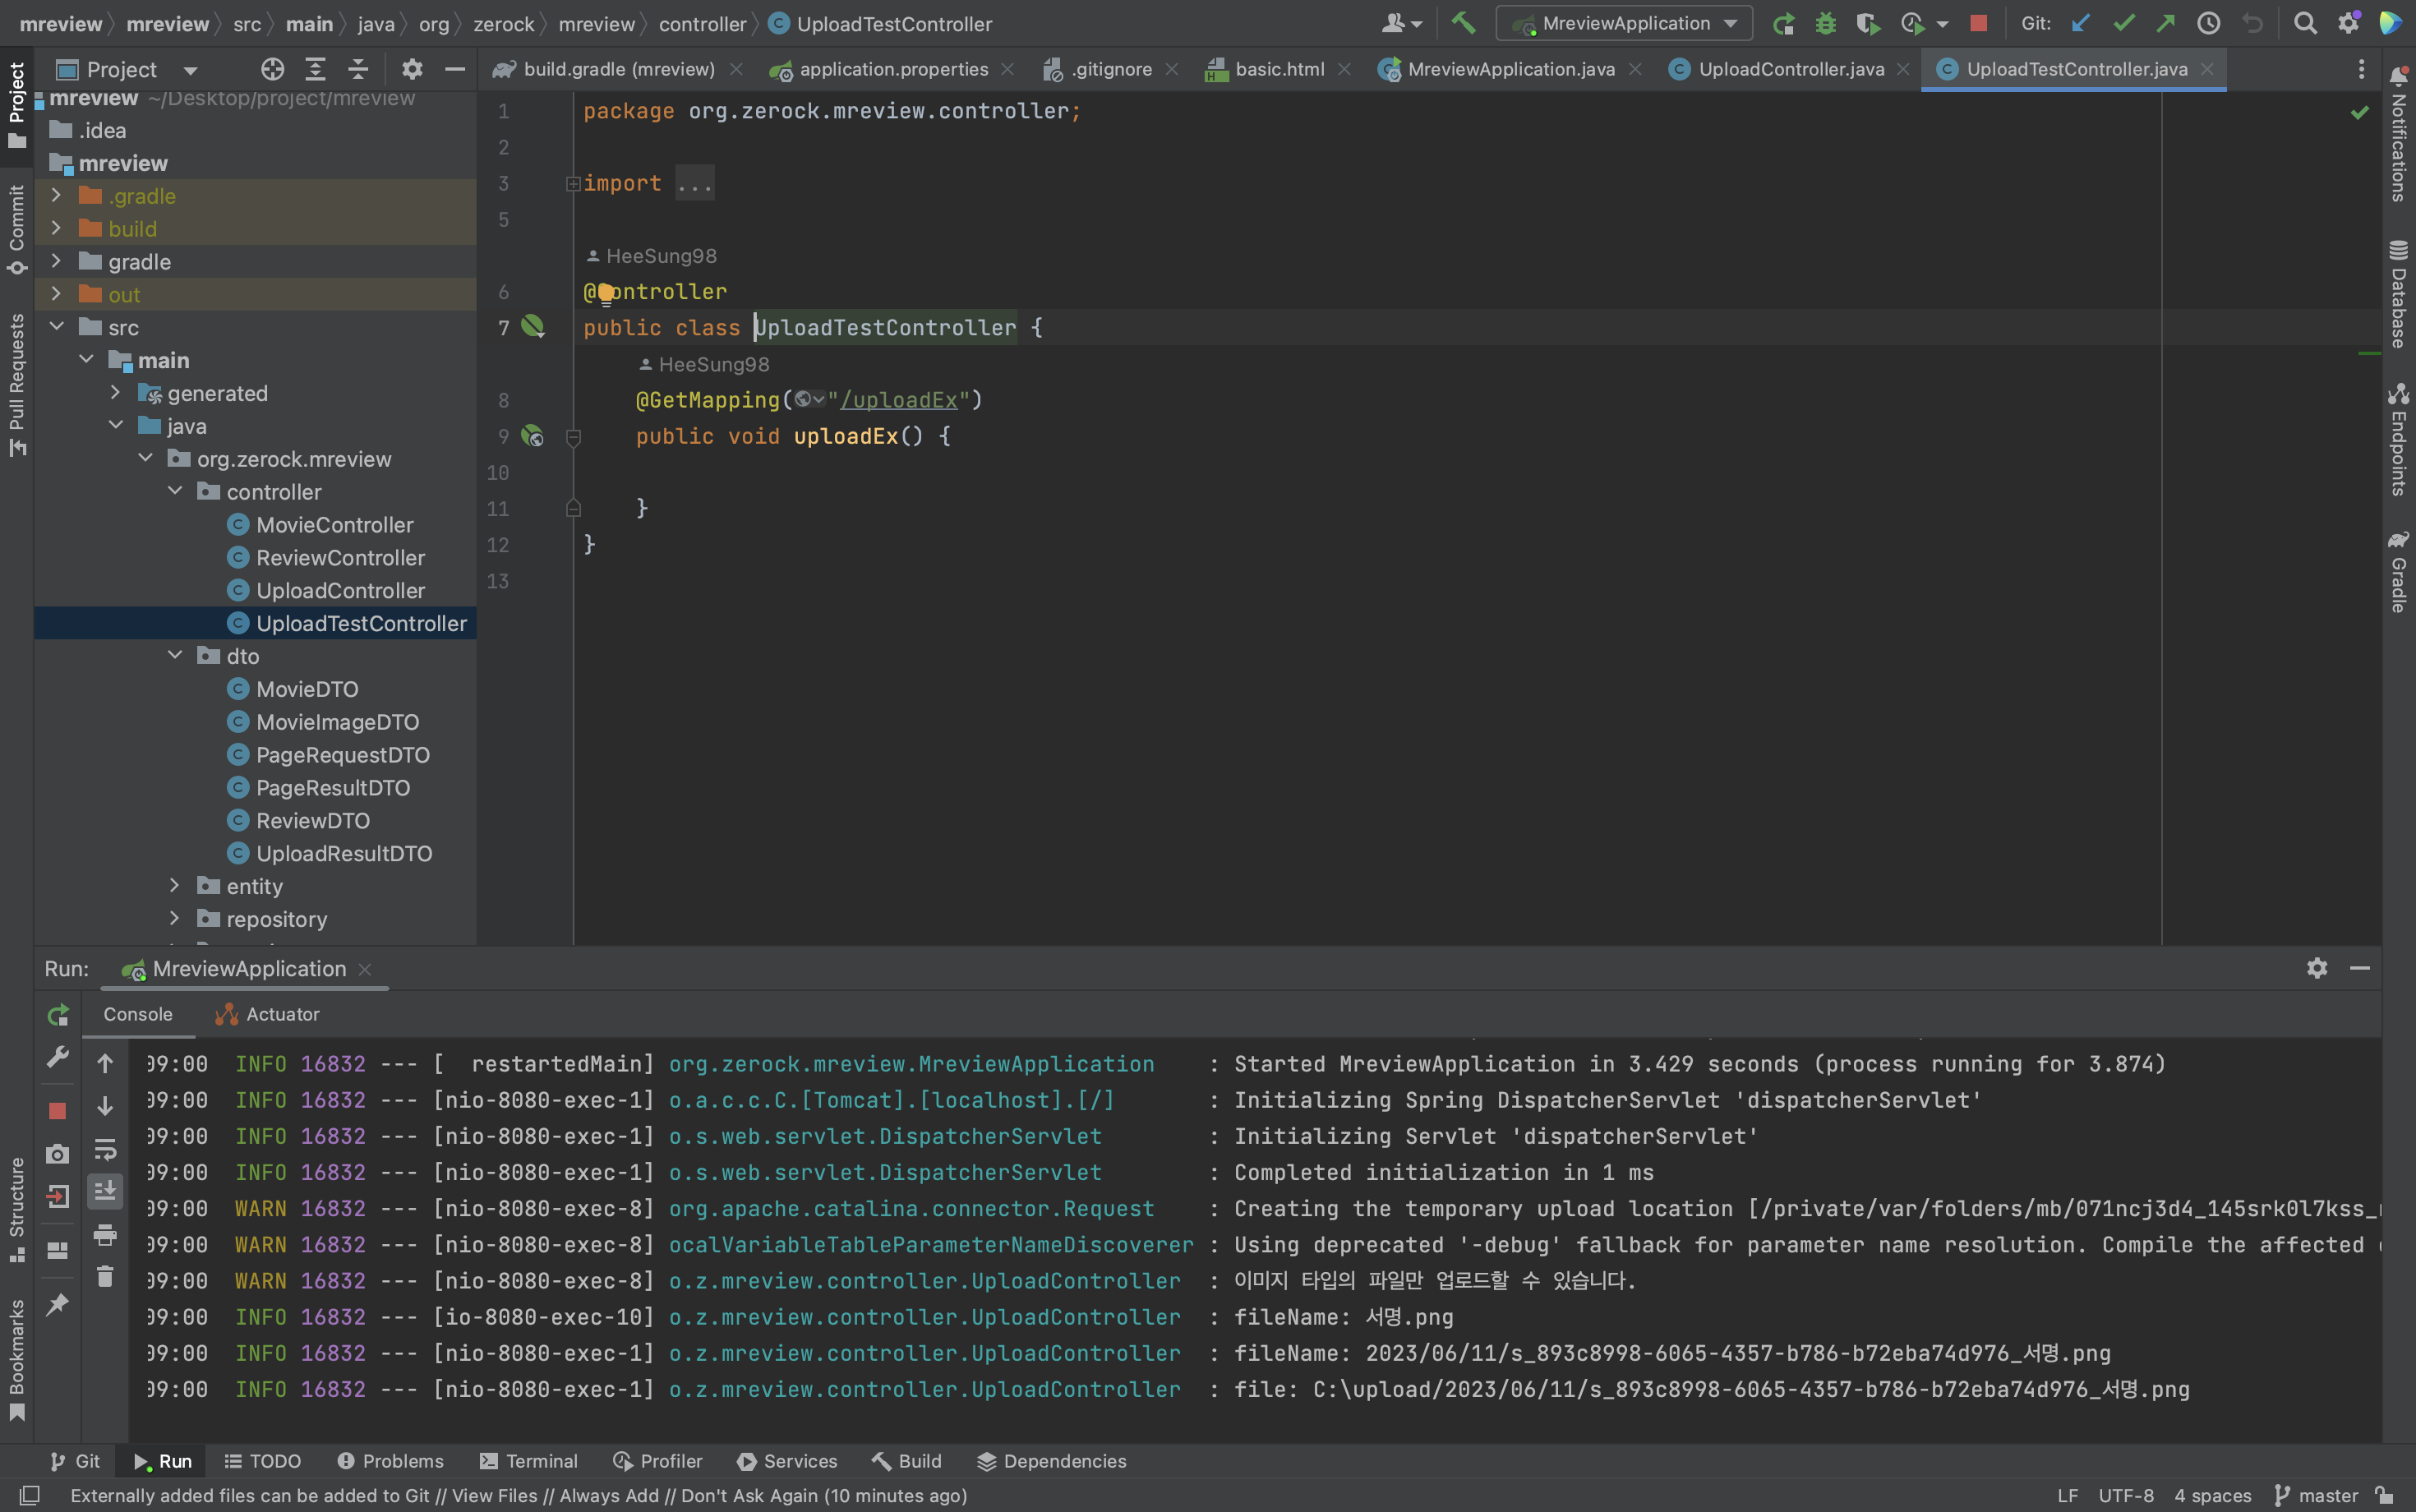 mreview mreview src main java org zerock mreview controller UploadTestController MreviewApplication Git:
Project
build.gradle (mreview) application.properties .gitignore basic.html MreviewApplication.java UploadController.java UploadTestController.java
Project
Commit
Pull Requests
Structure
Bookmarks
mreview ~/Desktop/project/mreview
.idea
mreview
.gradle
build
gradle
out
src
main
generated
java
org.zerock.mreview
controller
MovieController
ReviewController
UploadController
UploadTestController
dto
MovieDTO
MovieImageDTO
PageRequestDTO
PageResultDTO
ReviewDTO
UploadResultDTO
entity
repository
1 package org.zerock.mreview.controller;
2
3 import ...
5
HeeSung98
6 @Controller
7 public class UploadTestController {
HeeSung98
8 @GetMapping("/uploadEx")
9 public void uploadEx() {
10
11 }
12 }
13
Notifications
Database
Endpoints
Gradle
Run: MreviewApplication
Console Actuator
09:00 INFO 16832 --- [ restartedMain] org.zerock.mreview.MreviewApplication : Started MreviewApplication in 3.429 seconds (process running for 3.874)
09:00 INFO 16832 --- [nio-8080-exec-1] o.a.c.c.C.[Tomcat].[localhost].[/] : Initializing Spring DispatcherServlet 'dispatcherServlet'
09:00 INFO 16832 --- [nio-8080-exec-1] o.s.web.servlet.DispatcherServlet : Initializing Servlet 'dispatcherServlet'
09:00 INFO 16832 --- [nio-8080-exec-1] o.s.web.servlet.DispatcherServlet : Completed initialization in 1 ms
09:00 WARN 16832 --- [nio-8080-exec-8] org.apache.catalina.connector.Request : Creating the temporary upload location [/private/var/folders/mb/071ncj3d4_145srk0l7kss_
09:00 WARN 16832 --- [nio-8080-exec-8] ocalVariableTableParameterNameDiscoverer : Using deprecated '-debug' fallback for parameter name resolution. Compile the affected
09:00 WARN 16832 --- [nio-8080-exec-8] o.z.mreview.controller.UploadController : 이미지 타입의 파일만 업로드할 수 있습니다.
09:00 INFO 16832 --- [io-8080-exec-10] o.z.mreview.controller.UploadController : fileName: 서명.png
09:00 INFO 16832 --- [nio-8080-exec-1] o.z.mreview.controller.UploadController : fileName: 2023/06/11/s_893c8998-6065-4357-b786-b72eba74d976_서명.png
09:00 INFO 16832 --- [nio-8080-exec-1] o.z.mreview.controller.UploadController : file: C:\upload/2023/06/11/s_893c8998-6065-4357-b786-b72eba74d976_서명.png
Git Run TODO Problems Terminal Profiler Services Build Dependencies
Externally added files can be added to Git // View Files // Always Add // Don't Ask Again (10 minutes ago) LF UTF-8 4 spaces master